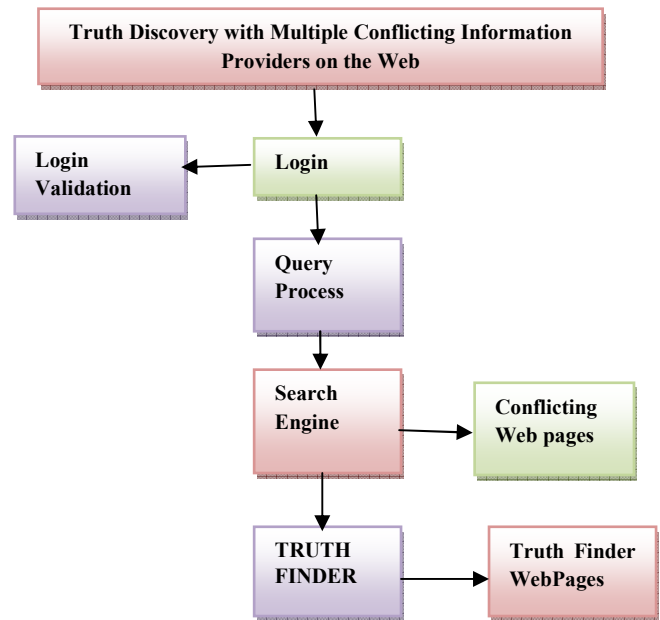 Truth Discovery with Multiple Conflicting Information
Providers on the Web
Login
Validation
Login
Query
Process
Search
Engine
Conflicting
Web pages
TRUTH
FINDER
Truth Finder
WebPages